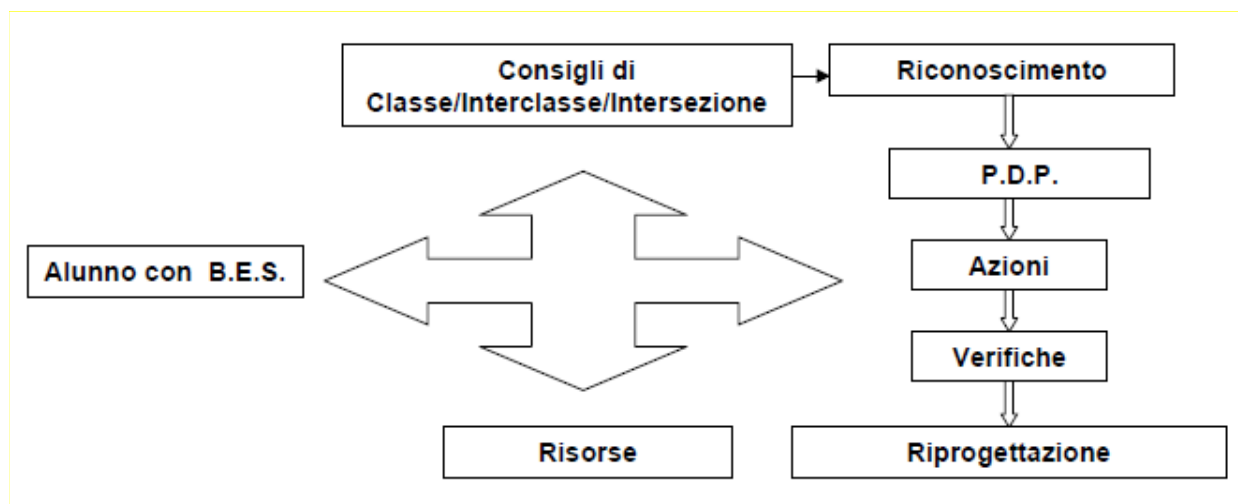 Consigli di
Classe/Interclasse/Intersezione
Riconoscimento
P.D.P.
Alunno con B.E.S.
Azioni
Verifiche
Risorse
Riprogettazione